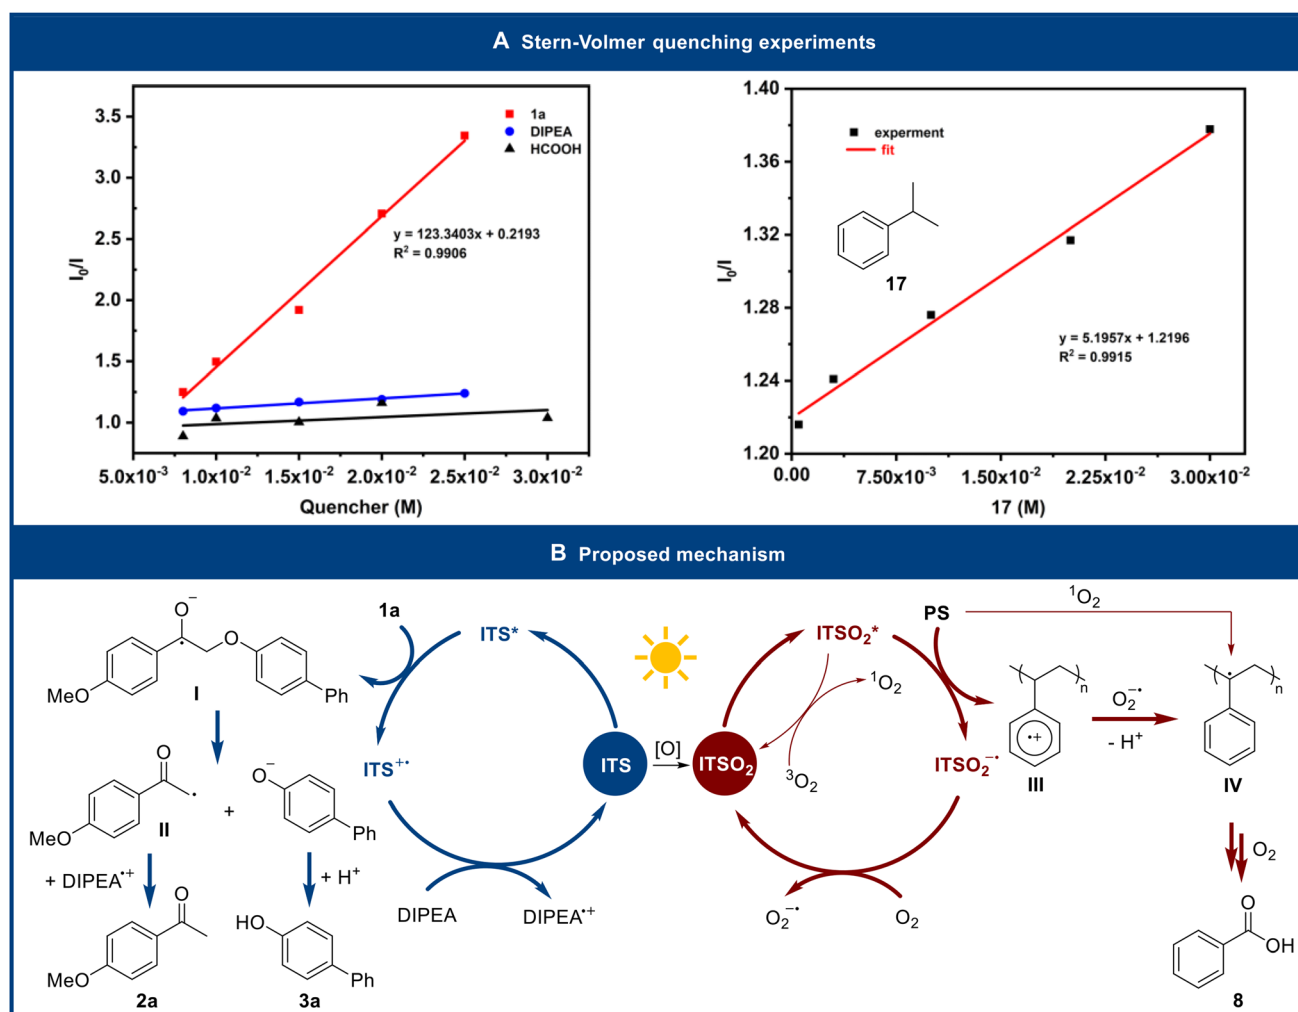 A Stern-Volmer quenching experiments
I₀/I
3.5
3.0
2.5
2.0
1.5
1.0
1a
DIPEA
HCOOH
y = 123.3403x + 0.2193
R² = 0.9906
5.0x10⁻³ 1.0x10⁻² 1.5x10⁻² 2.0x10⁻² 2.5x10⁻² 3.0x10⁻²
Quencher (M)
I₀/I
1.40
1.36
1.32
1.28
1.24
1.20
experment
fit
17
y = 5.1957x + 1.2196
R² = 0.9915
0.00 7.50x10⁻³ 1.50x10⁻² 2.25x10⁻² 3.00x10⁻²
17 (M)
B Proposed mechanism
O⁻
•
O
MeO
Ph
I
O
•
MeO
II
+
O⁻
Ph
+ DIPEA•⁺
+ H⁺
O
MeO
2a
HO
Ph
3a
1a
ITS*
ITS⁺•
ITS
DIPEA
DIPEA•⁺
[O]
ITSO₂
ITSO₂*
¹O₂
³O₂
ITSO₂⁻•
O₂⁻•
O₂
PS
¹O₂
n
•+
III
O₂⁻•
- H⁺
•
n
IV
O₂
O
OH
8